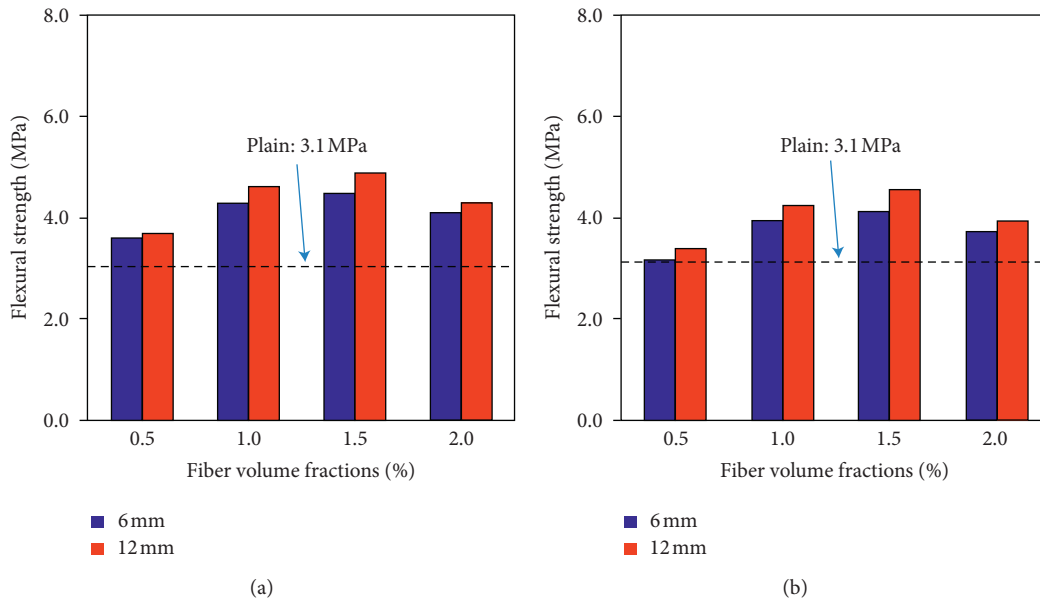 8.0
6.0
4.0
2.0
0.0
Flexural strength (MPa)
Plain: 3.1 MPa
0.5 1.0 1.5 2.0
Fiber volume fractions (%)
6 mm
12 mm
(a)
8.0
6.0
4.0
2.0
0.0
Flexural strength (MPa)
Plain: 3.1 MPa
0.5 1.0 1.5 2.0
Fiber volume fractions (%)
6 mm
12 mm
(b)